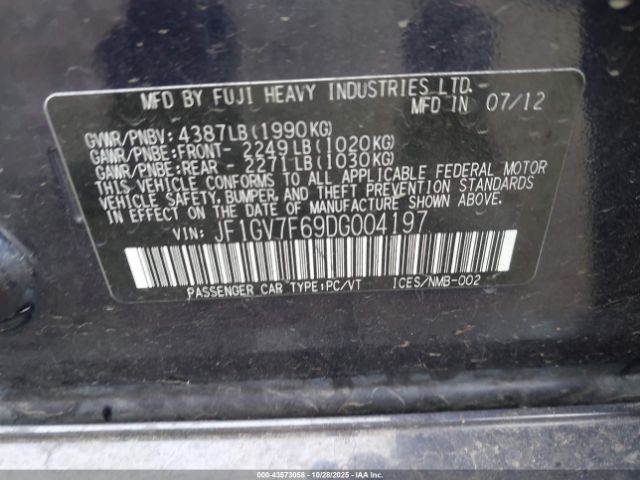 MFD BY FUJI HEAVY INDUSTRIES LTD.
MFD IN 07/12
GVWR/PNBV: 4387LB(1990KG)
GAWR/PNBE:FRONT- 2249LB(1020KG)
GAWR/PNBE:REAR - 2271LB(1030KG)
THIS VEHICLE CONFORMS TO ALL APPLICABLE FEDERAL MOTOR
VEHICLE SAFETY, BUMPER, AND THEFT PREVENTION STANDARDS
IN EFFECT ON THE DATE OF MANUFACTURE SHOWN ABOVE.
VIN: JF1GV7F69DG004197
PASSENGER CAR TYPE:PC/VT ICES/NMB-002
000-43573058 - 10/28/2025 - IAAI.COM